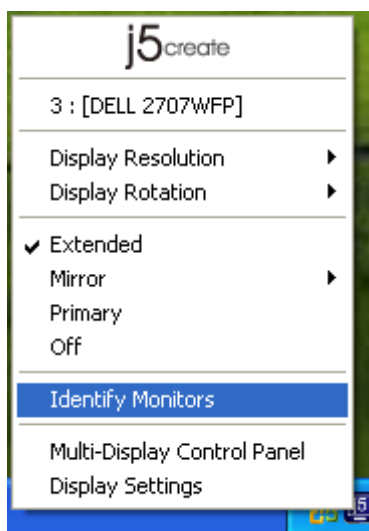 j5create
3 : [DELL 2707WFP]
Display Resolution
Display Rotation
Extended
Mirror
Primary
Off
Identify Monitors
Multi-Display Control Panel
Display Settings
j5